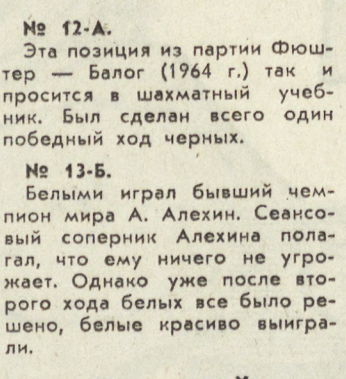 № 12-А.
Эта позиция из партии Фюш-
тер — Балог (1964 г.) так и
просится в шахматный учеб-
ник. Был сделан всего один
победный ход черных.
№ 13-Б.
Белыми играл бывший чем-
пион мира А. Алехин. Сеансо-
вый соперник Алехина пола-
гал, что ему ничего не угро-
жает. Однако уже после вто-
рого хода белых все было ре-
шено, белые красиво выигра-
ли.